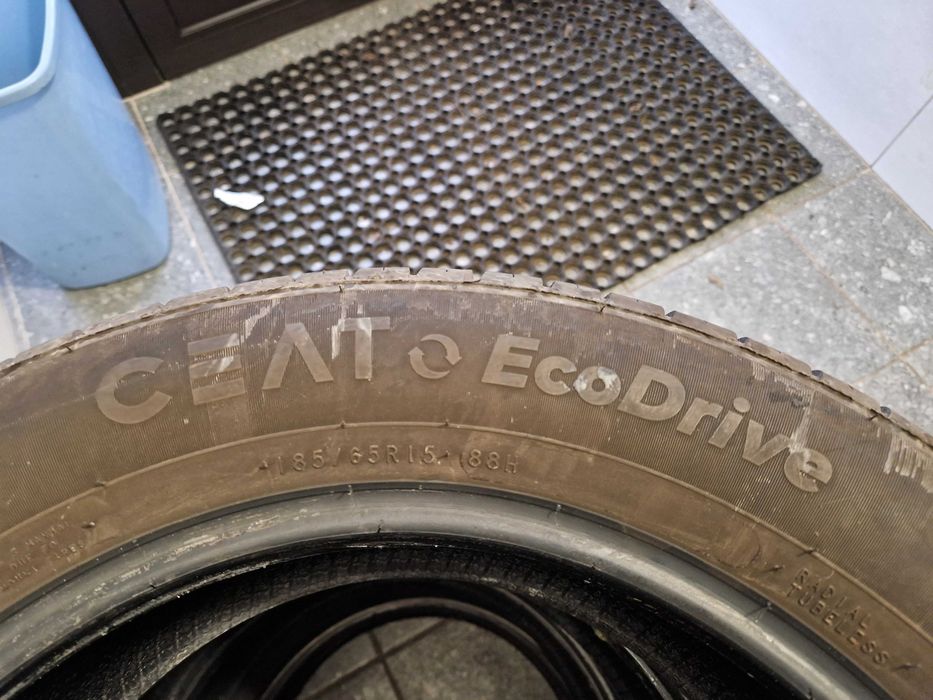 CEAT EcoDrive
185/65R15 88H
RADIAL
TUBELESS